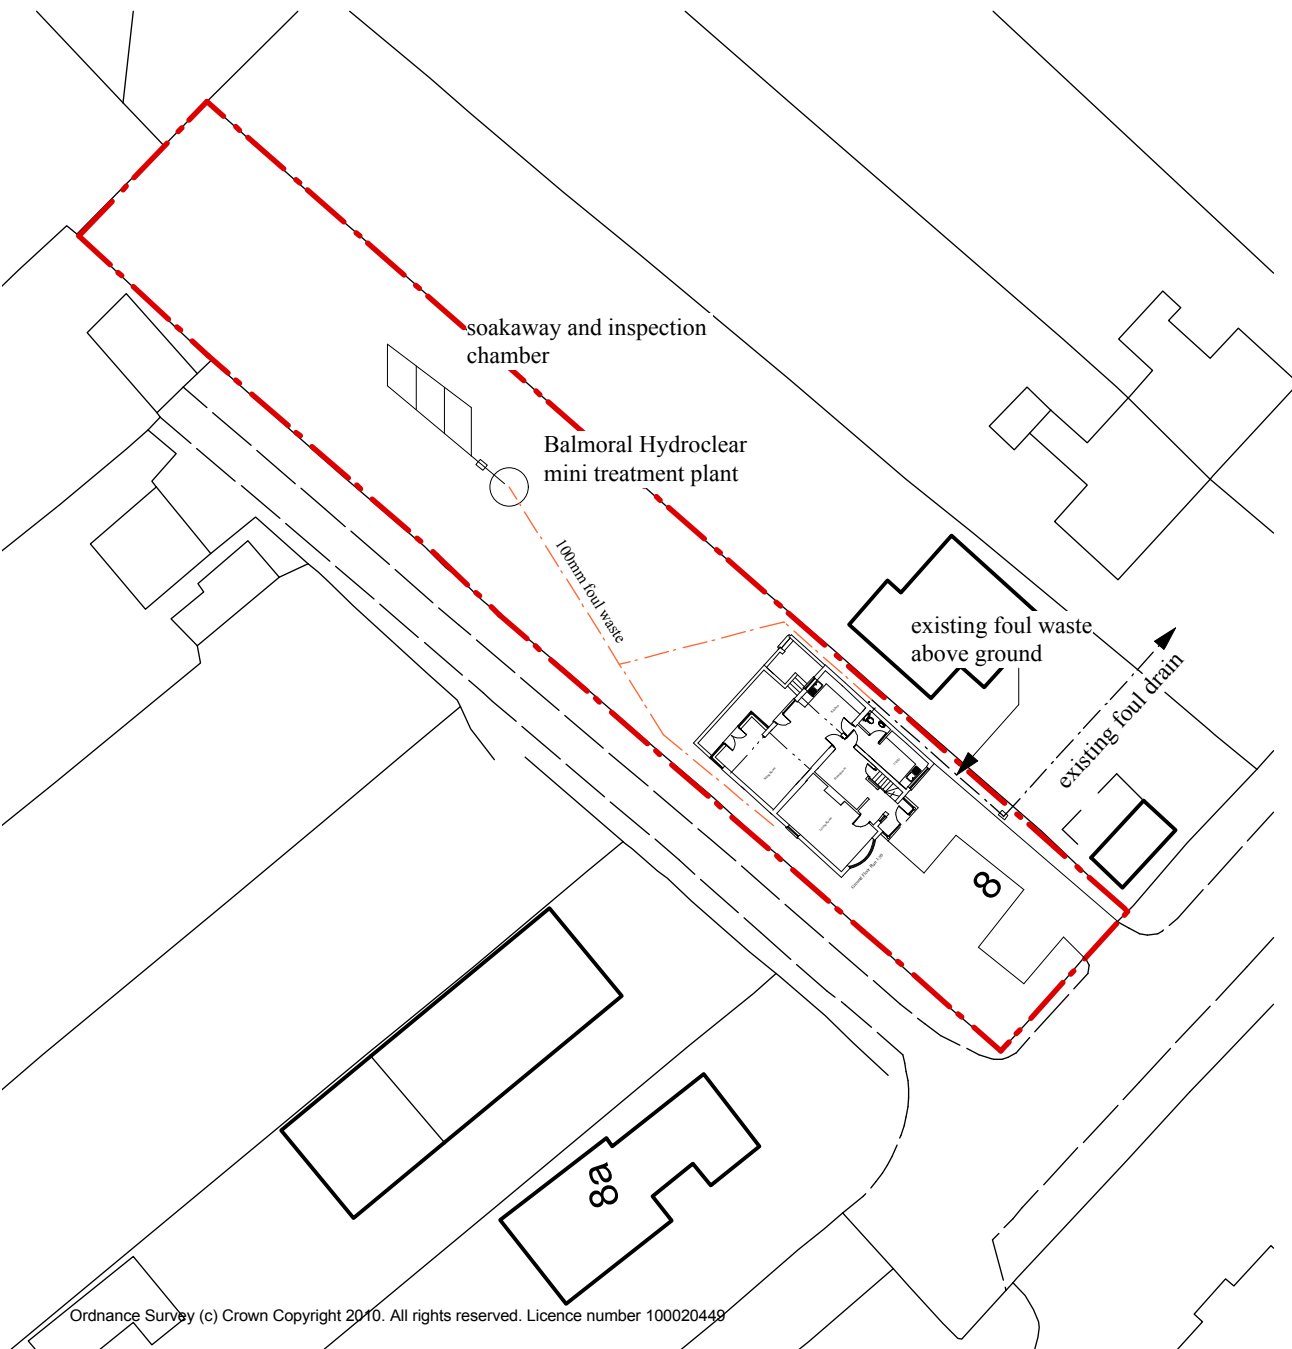 soakaway and inspection
chamber
Balmoral Hydroclear
mini treatment plant
100mm foul waste
existing foul waste
above ground
existing foul drain
8
8a
Ordnance Survey (c) Crown Copyright 2010. All rights reserved. Licence number 100020449